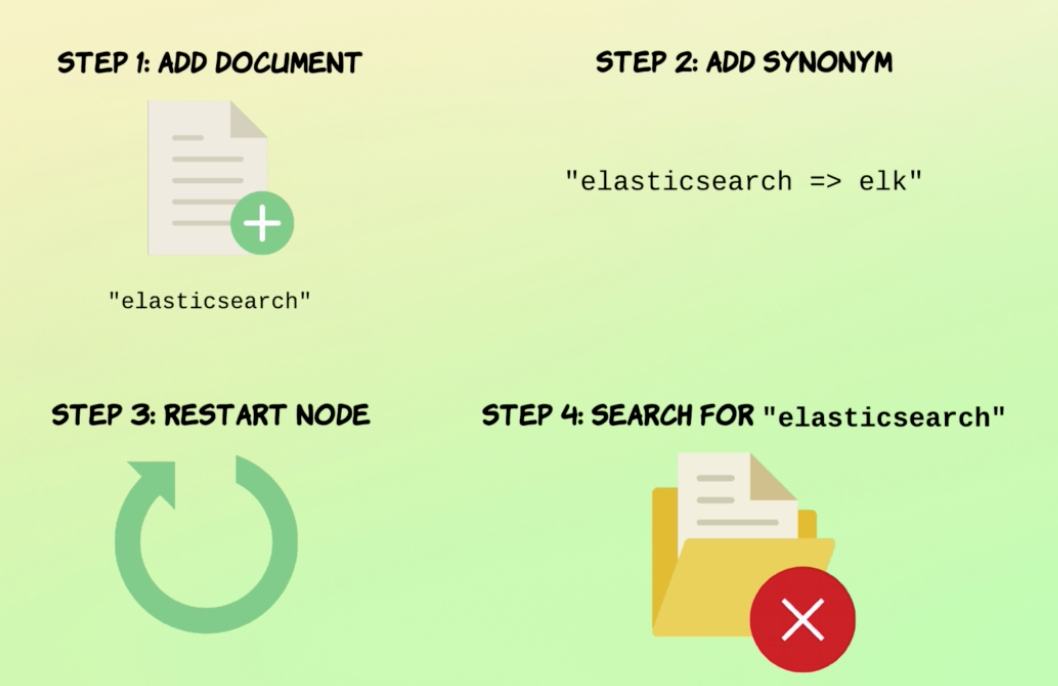 STEP 1: ADD DOCUMENT
"elasticsearch"
STEP 2: ADD SYNONYM
"elasticsearch => elk"
STEP 3: RESTART NODE
STEP 4: SEARCH FOR "elasticsearch"